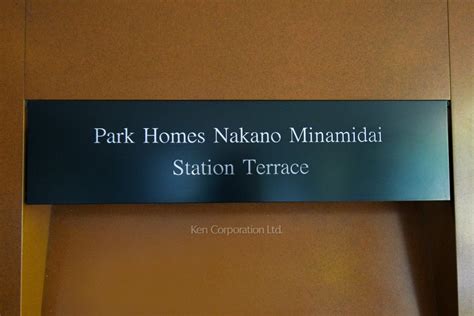 Park Homes Nakano Minamidai
Station Terrace
Ken Corporation Ltd.